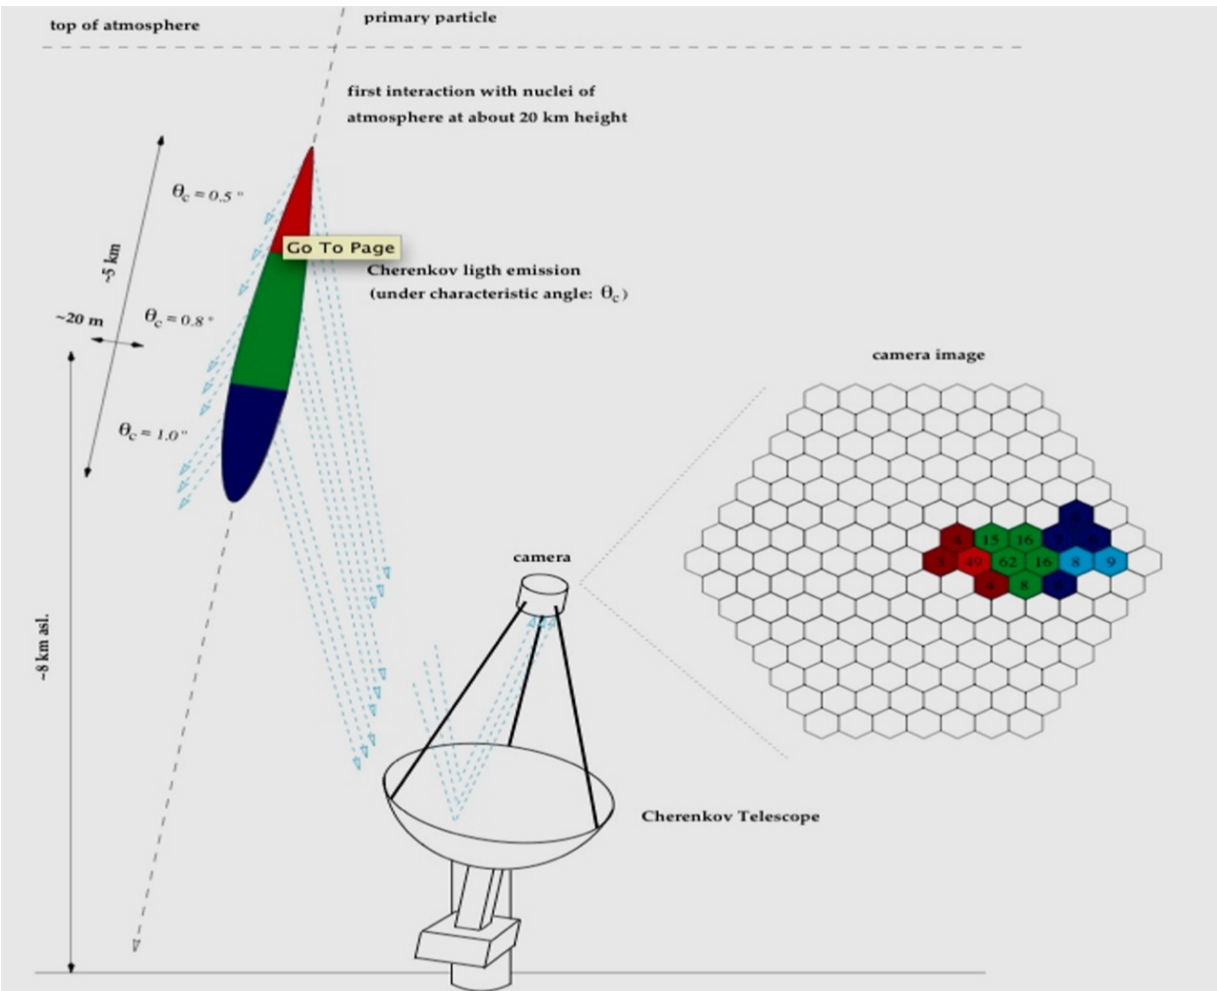 primary particle
top of atmosphere
first interaction with nuclei of
atmosphere at about 20 km height
θc = 0.5 °
Go To Page
~5 km
Cherenkov ligth emission
(under characteristic angle: θc)
~20 m
θc = 0.8 °
camera image
θc = 1.0 °
4 15 16
3 49 62 16 8 9
4 8
camera
~8 km asl.
Cherenkov Telescope